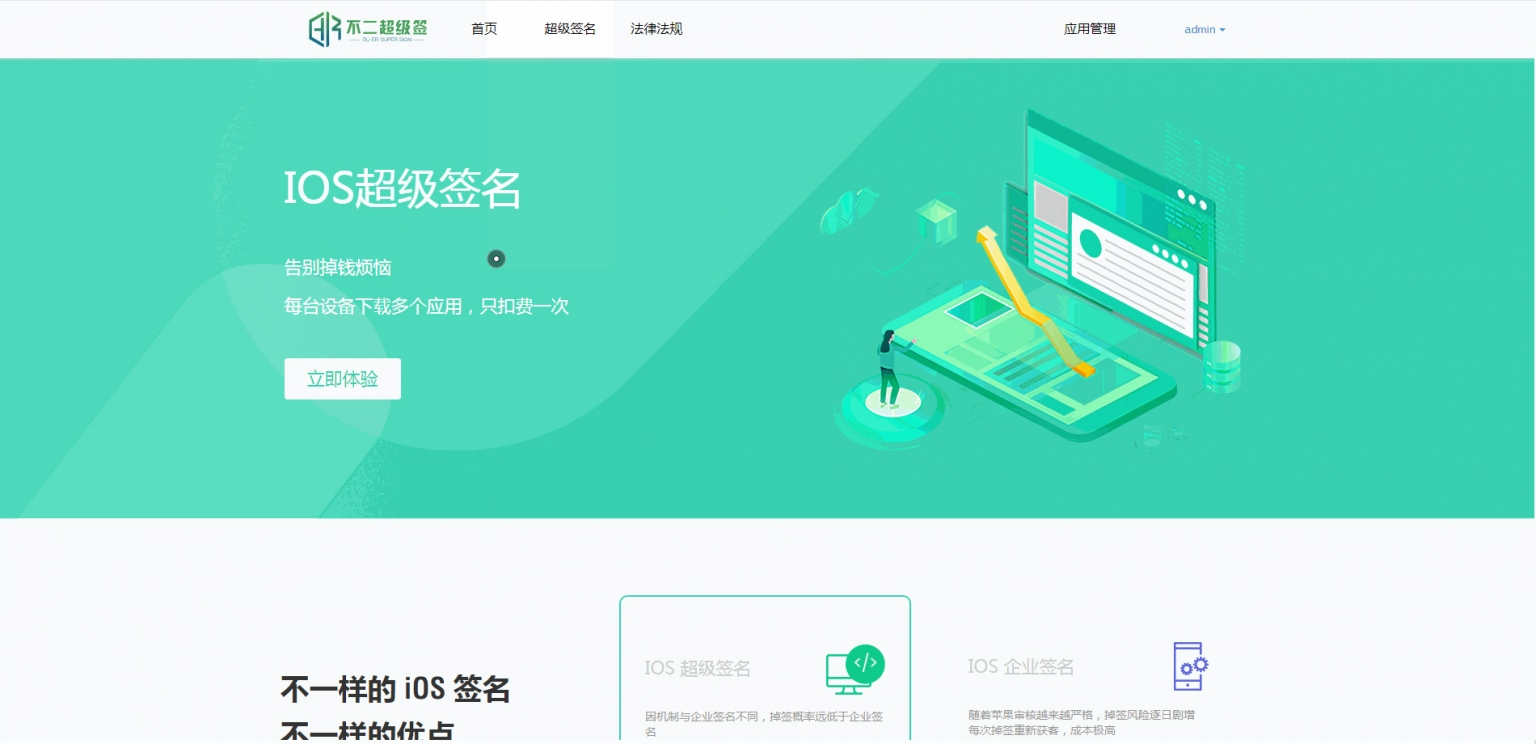 不二超级签
BU ER SUPER SIGN
首页
超级签名
法律法规
应用管理
admin
IOS超级签名
告别掉钱烦恼
每台设备下载多个应用，只扣费一次
立即体验
不一样的 iOS 签名
不一样的优点
IOS 超级签名
因机制与企业签名不同，掉签概率远低于企业签
名
IOS 企业签名
随着苹果审核越来越严格，掉签风险逐日剧增
每次掉签重新获客，成本极高